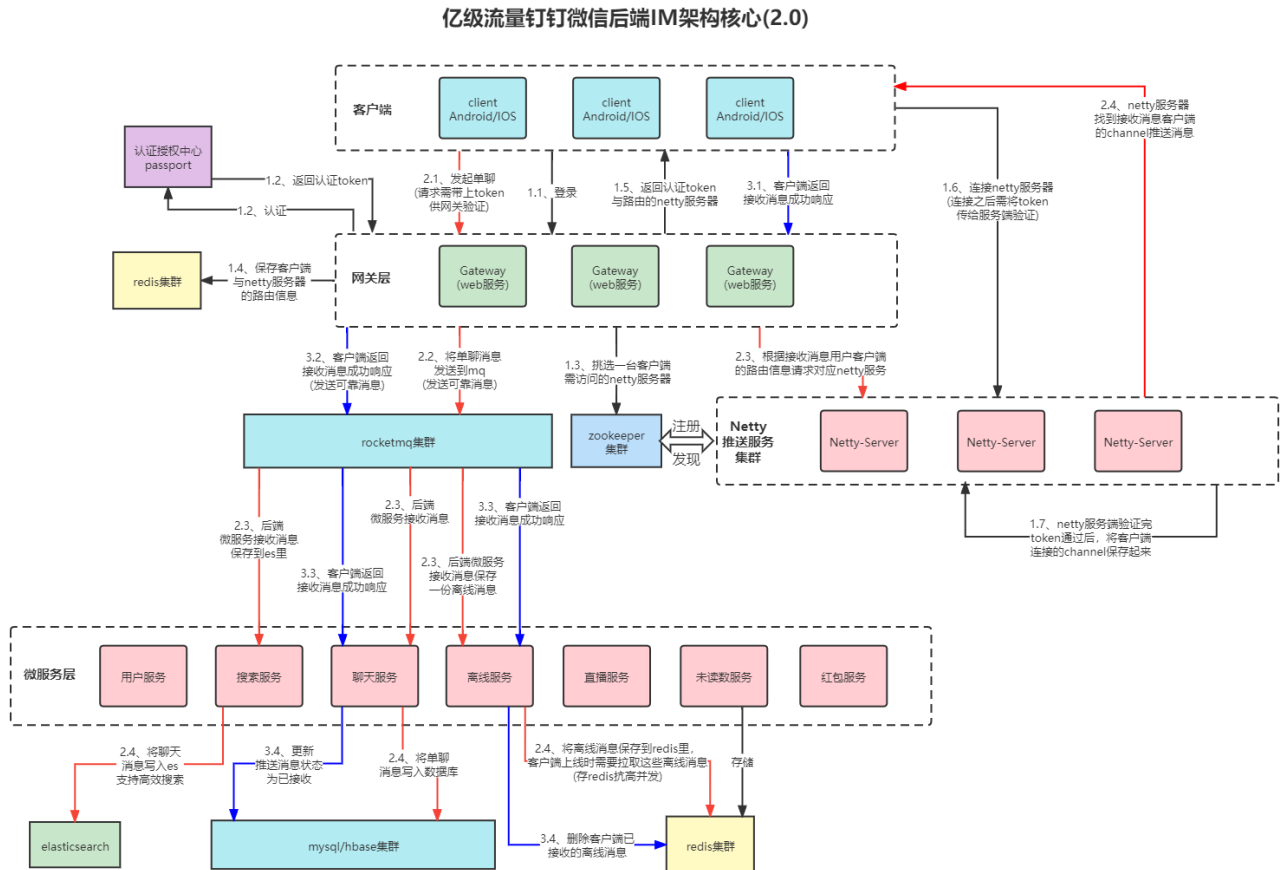 亿级流量钉钉微信后端IM架构核心(2.0)
客户端
client
Android/IOS
client
Android/IOS
client
Android/IOS
2.4、netty服务器
找到接收消息客户端
的channel推送消息
认证授权中心
passport
1.2、返回认证token
1.2、认证
2.1、发起单聊
(请求需带上token
供网关验证)
1.1、登录
1.5、返回认证token
与路由的netty服务器
3.1、客户端返回
接收消息成功响应
1.6、连接netty服务器
(连接之后需将token
传给服务端验证)
redis集群
1.4、保存客户端
与netty服务器
的路由信息
网关层
Gateway
(web服务)
Gateway
(web服务)
Gateway
(web服务)
3.2、客户端返回
接收消息成功响应
(发送可靠消息)
2.2、将单聊消息
发送到mq
(发送可靠消息)
1.3、挑选一台客户端
需访问的netty服务器
2.3、根据接收消息用户客户端
的路由信息请求对应netty服务
rocketmq集群
zookeeper
集群
注册
发现
Netty
推送服务
集群
Netty-Server
Netty-Server
Netty-Server
2.3、后端
微服务接收消息
保存到es里
3.3、客户端返回
接收消息成功响应
2.3、后端
微服务接收消息
2.3、后端微服务
接收消息保存
一份离线消息
3.3、客户端返回
接收消息成功响应
1.7、netty服务端验证完
token通过后，将客户端
连接的channel保存起来
微服务层
用户服务
搜索服务
聊天服务
离线服务
直播服务
未读数服务
红包服务
2.4、将聊天
消息写入es
支持高效搜索
3.4、更新
推送消息状态
为已接收
2.4、将单聊
消息写入数据库
2.4、将离线消息保存到redis里，
客户端上线时需要拉取这些离线消息
(存redis抗高并发)
存储
elasticsearch
mysql/hbase集群
3.4、删除客户端已
接收的离线消息
redis集群